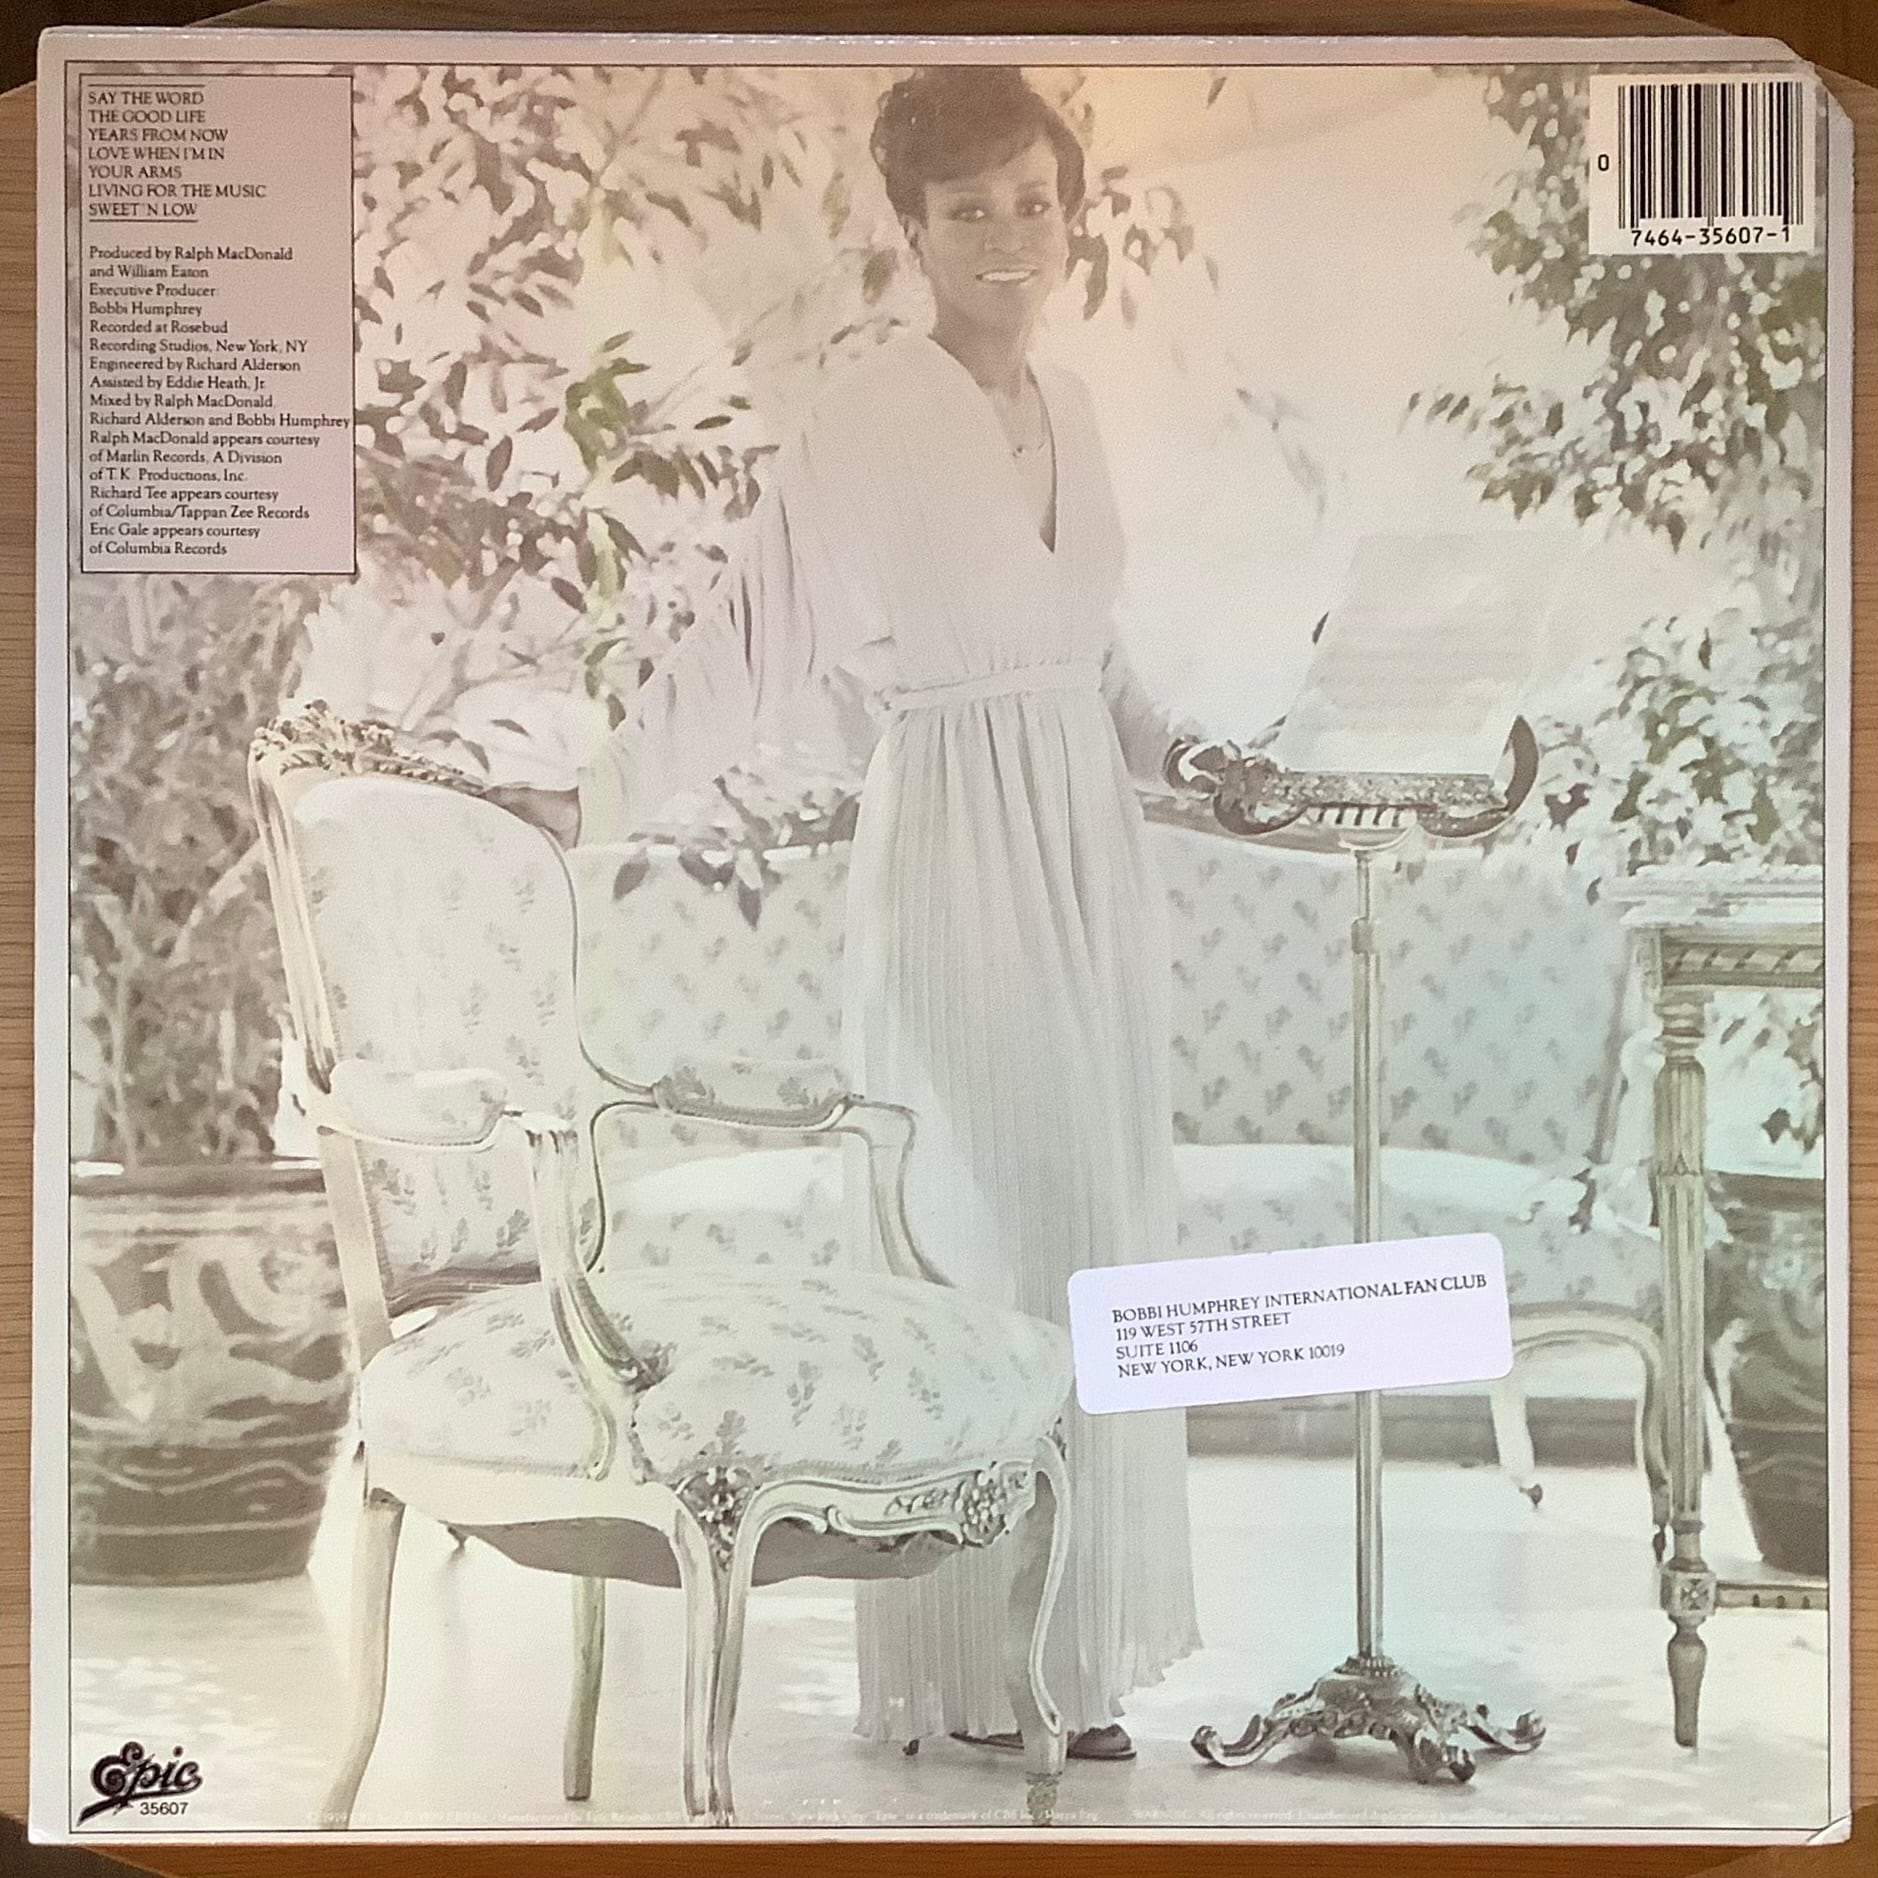 SAY THE WORD
THE GOOD LIFE
YEARS FROM NOW
LOVE WHEN I'M IN
YOUR ARMS
LIVING FOR THE MUSIC
SWEET 'N LOW
Produced by Ralph MacDonald
and William Eaton
Executive Producer:
Bobbi Humphrey
Recorded at Rosebud
Recording Studios, New York, NY
Engineered by Richard Alderson
Assisted by Eddie Heath, Jr.
Mixed by Ralph MacDonald,
Richard Alderson and Bobbi Humphrey
Ralph MacDonald appears courtesy
of Marlin Records, A Division
of T.K. Productions, Inc.
Richard Tee appears courtesy
of Columbia/Tappan Zee Records
Eric Gale appears courtesy
of Columbia Records
0
7464-35607-1
BOBBI HUMPHREY INTERNATIONAL FAN CLUB
119 WEST 57TH STREET
SUITE 1106
NEW YORK, NEW YORK 10019
Epic
35607